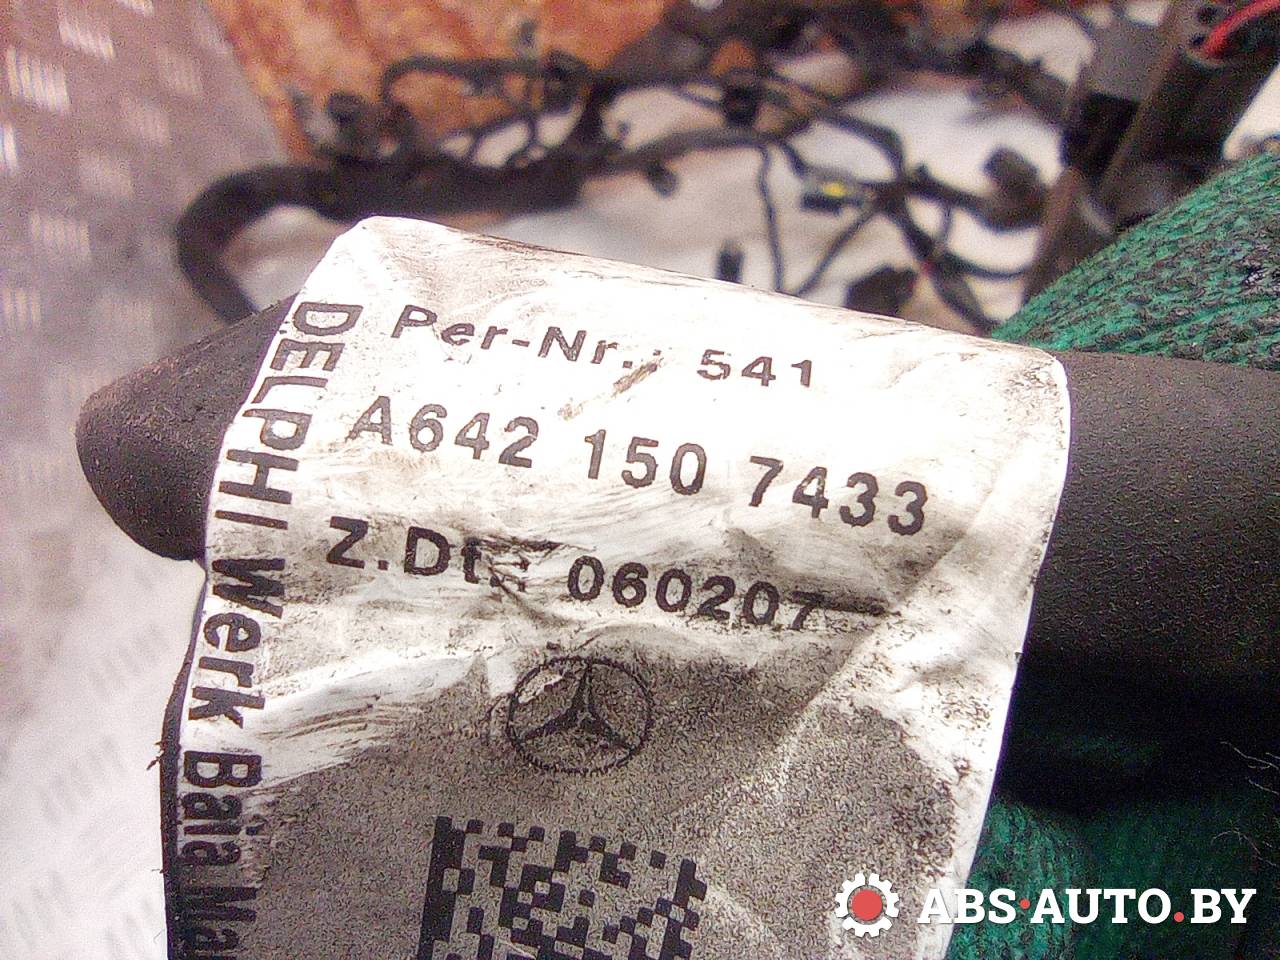 Per-Nr.: 541
A642 150 7433
Z.Dt.: 060207
DELPHI Werk Baia
ABS·AUTO.BY